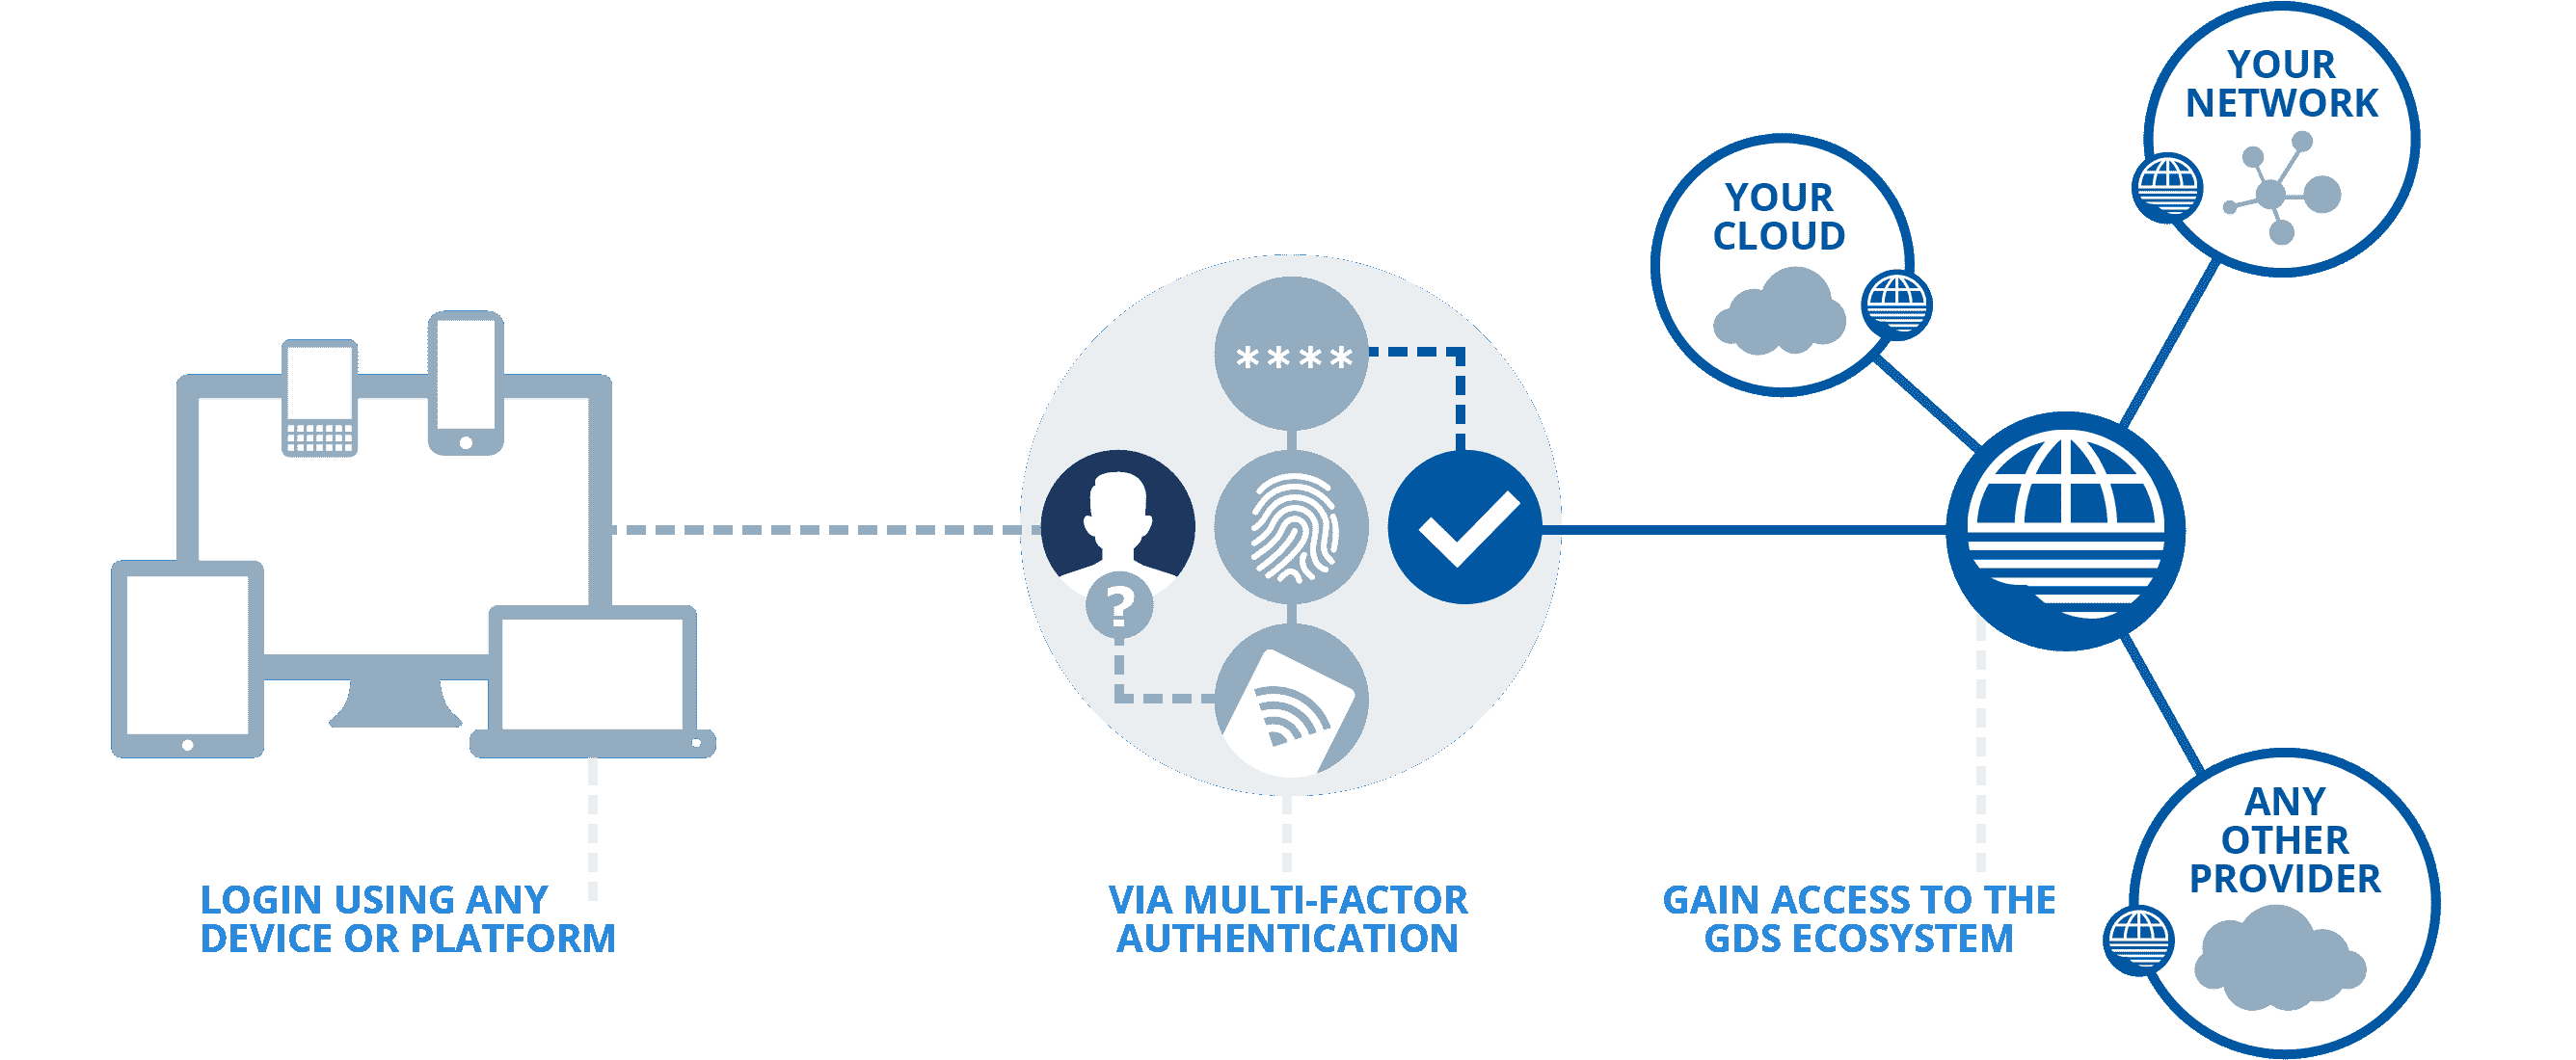 YOUR
NETWORK
YOUR
CLOUD
****
?
ANY
OTHER
PROVIDER
LOGIN USING ANY
DEVICE OR PLATFORM
VIA MULTI-FACTOR
AUTHENTICATION
GAIN ACCESS TO THE
GDS ECOSYSTEM